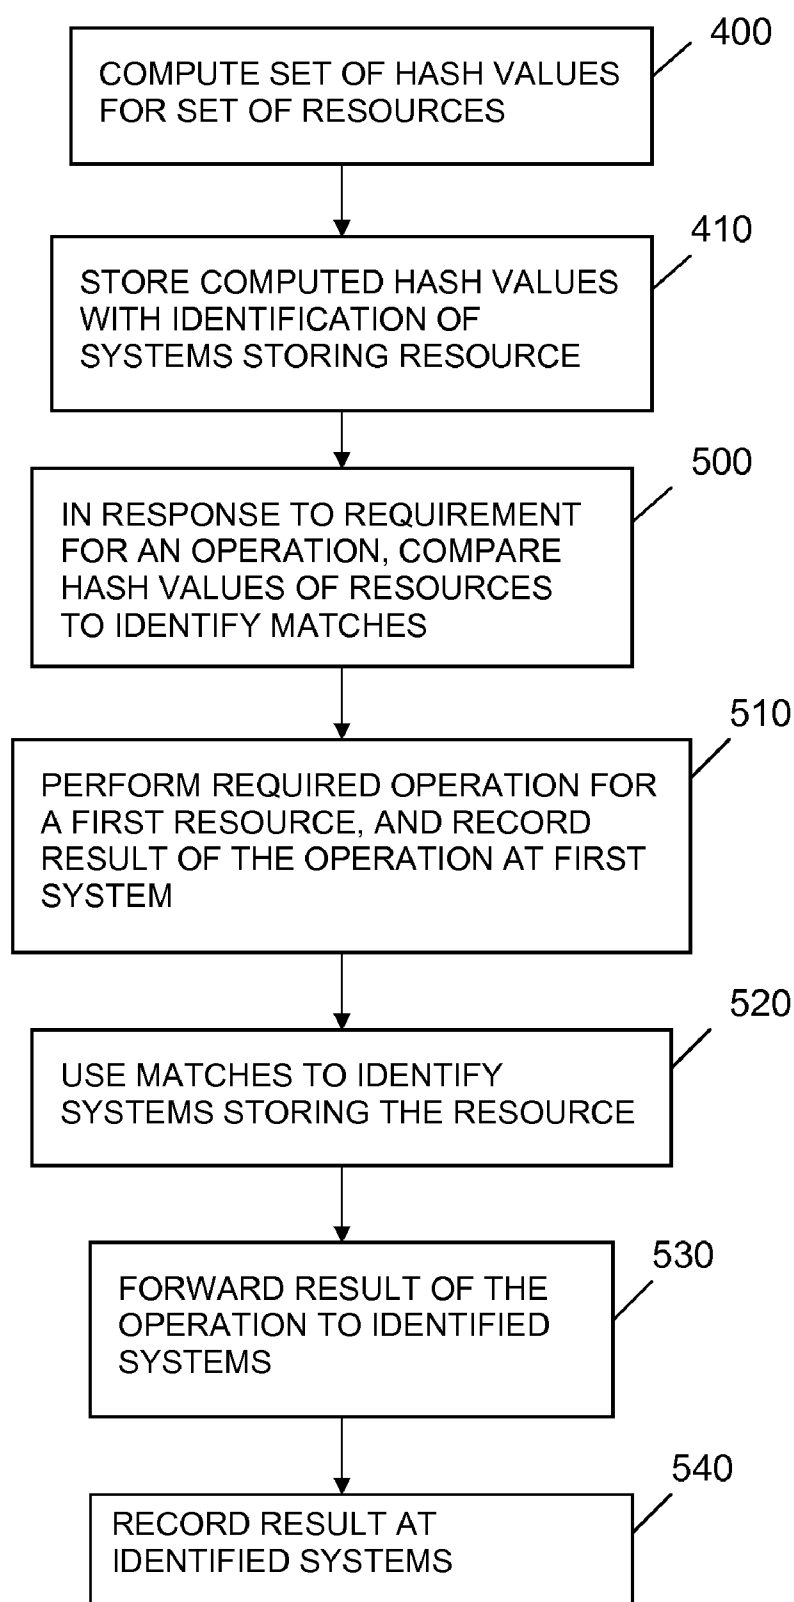 400
COMPUTE SET OF HASH VALUES
FOR SET OF RESOURCES
410
STORE COMPUTED HASH VALUES
WITH IDENTIFICATION OF
SYSTEMS STORING RESOURCE
500
IN RESPONSE TO REQUIREMENT
FOR AN OPERATION, COMPARE
HASH VALUES OF RESOURCES
TO IDENTIFY MATCHES
510
PERFORM REQUIRED OPERATION FOR
A FIRST RESOURCE, AND RECORD
RESULT OF THE OPERATION AT FIRST
SYSTEM
520
USE MATCHES TO IDENTIFY
SYSTEMS STORING THE RESOURCE
530
FORWARD RESULT OF THE
OPERATION TO IDENTIFIED
SYSTEMS
540
RECORD RESULT AT
IDENTIFIED SYSTEMS